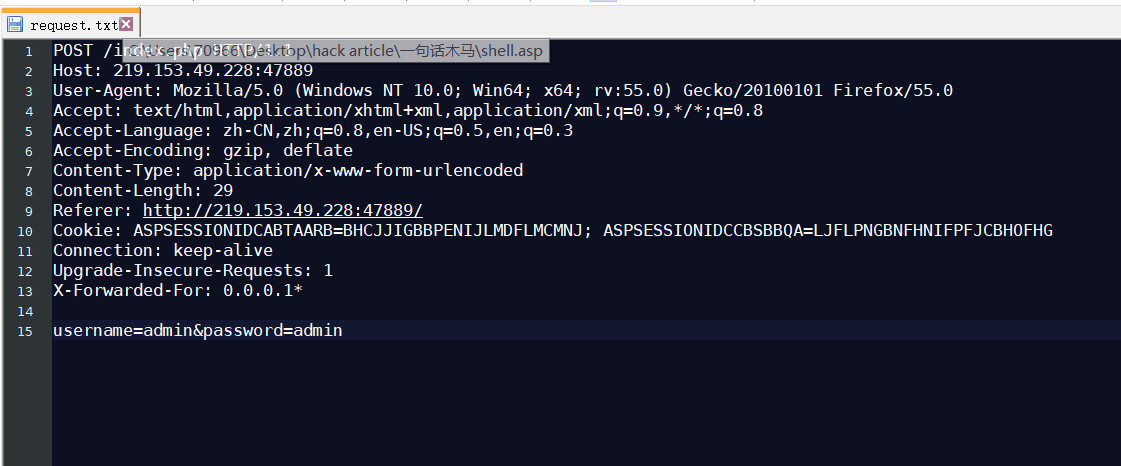 request.txt
1 POST /index.php HTTP/1.1
C:\Users\70966\Desktop\hack article\一句话木马\shell.asp
2 Host: 219.153.49.228:47889
3 User-Agent: Mozilla/5.0 (Windows NT 10.0; Win64; x64; rv:55.0) Gecko/20100101 Firefox/55.0
4 Accept: text/html,application/xhtml+xml,application/xml;q=0.9,*/*;q=0.8
5 Accept-Language: zh-CN,zh;q=0.8,en-US;q=0.5,en;q=0.3
6 Accept-Encoding: gzip, deflate
7 Content-Type: application/x-www-form-urlencoded
8 Content-Length: 29
9 Referer: http://219.153.49.228:47889/
10 Cookie: ASPSESSIONIDCABTAARB=BHCJJIGBBPENIJLMDFLMCMNJ; ASPSESSIONIDCCBSBBQA=LJFLPNGBNFHNIFPFJCBHOFHG
11 Connection: keep-alive
12 Upgrade-Insecure-Requests: 1
13 X-Forwarded-For: 0.0.0.1*
14
15 username=admin&password=admin